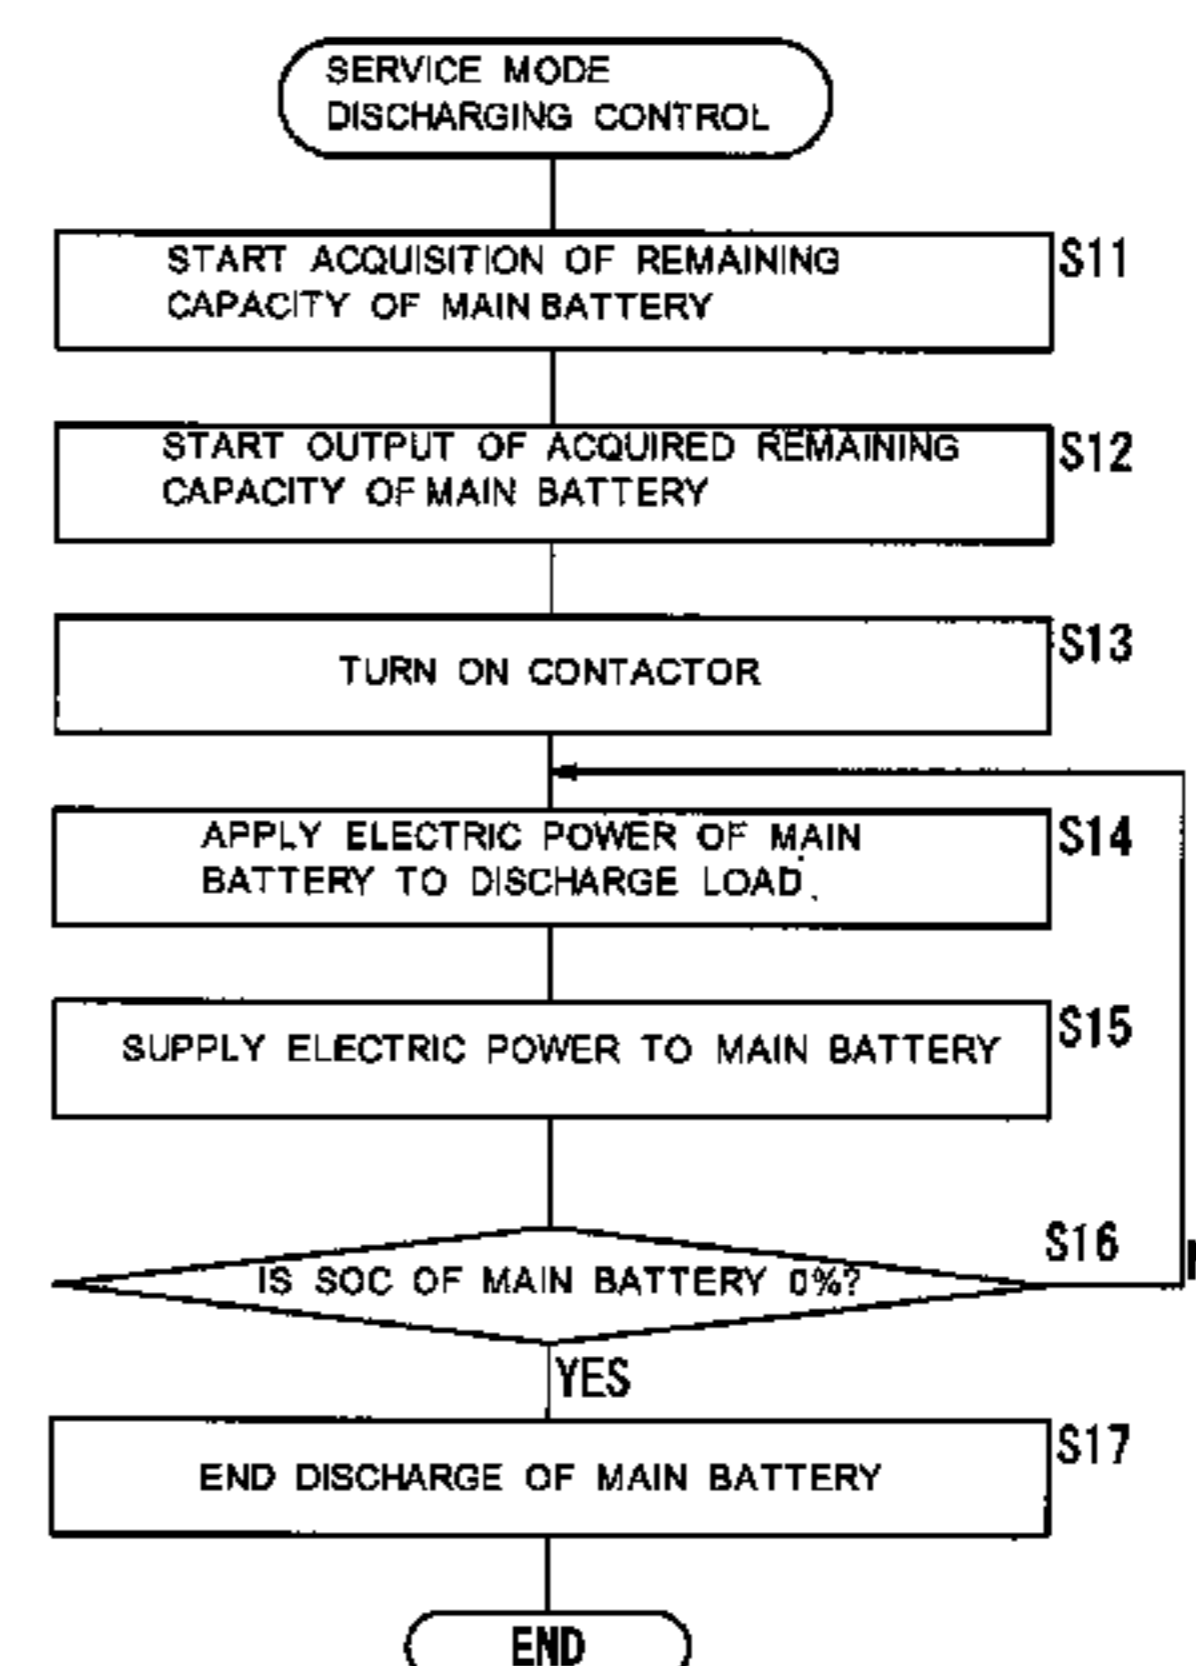 SERVICE MODE
DISCHARGING CONTROL
START ACQUISITION OF REMAINING
CAPACITY OF MAIN BATTERY
S11
START OUTPUT OF ACQUIRED REMAINING
CAPACITY OF MAIN BATTERY
S12
TURN ON CONTACTOR
S13
APPLY ELECTRIC POWER OF MAIN
BATTERY TO DISCHARGE LOAD
S14
SUPPLY ELECTRIC POWER TO MAIN BATTERY
S15
IS SOC OF MAIN BATTERY 0%?
S16
YES
END DISCHARGE OF MAIN BATTERY
S17
END